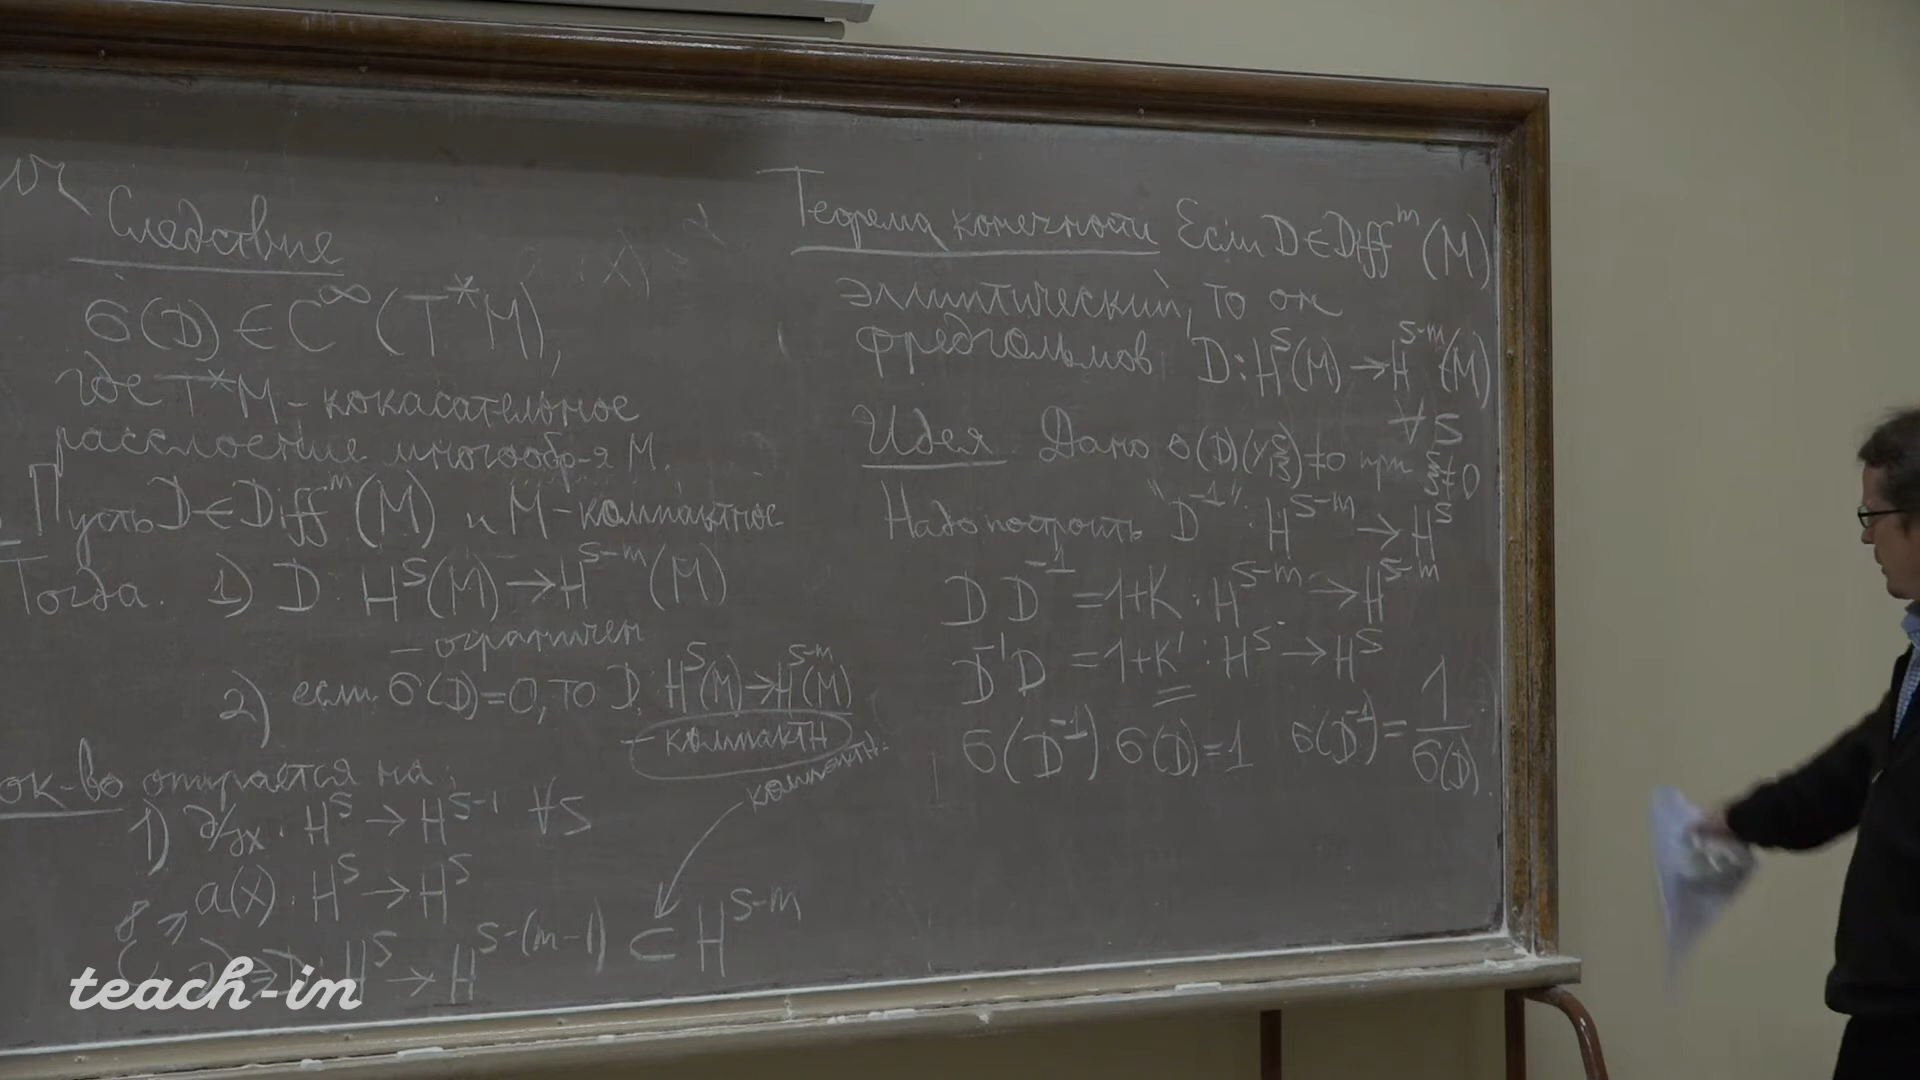 Следствие
σ(D) ∈ C^∞(T*M),
где T*M - кокасательное
расслоение многообр-я M.
Пусть D ∈ Diff^m(M) и M - компактное
Тогда. 1) D: H^s(M) → H^{s-m}(M)
- ограничен
2) если σ(D)=0, то D: H^s(M) → H^{s-m}(M)
- компактн
ок-во опирается на:
1) ∂/∂x: H^s → H^{s-1} ∀s
a(x): H^s → H^s
D: H^s → H^{s-(m-1)} ⊂ H^{s-m}
Теорема конечности Если D ∈ Diff^m(M)
эллиптический, то он
фредгольмов D: H^s(M) → H^{s-m}(M)
∀s
Идея Дано σ(D)(x,ξ)≠0 при ξ≠0
Надо построить "D^{-1}": H^{s-m} → H^s
D D^{-1} = 1+K: H^{s-m} → H^{s-m}
D^{-1} D = 1+K': H^s → H^s
σ(D^{-1}) σ(D) = 1 σ(D^{-1}) = 1/σ(D).
teach-in